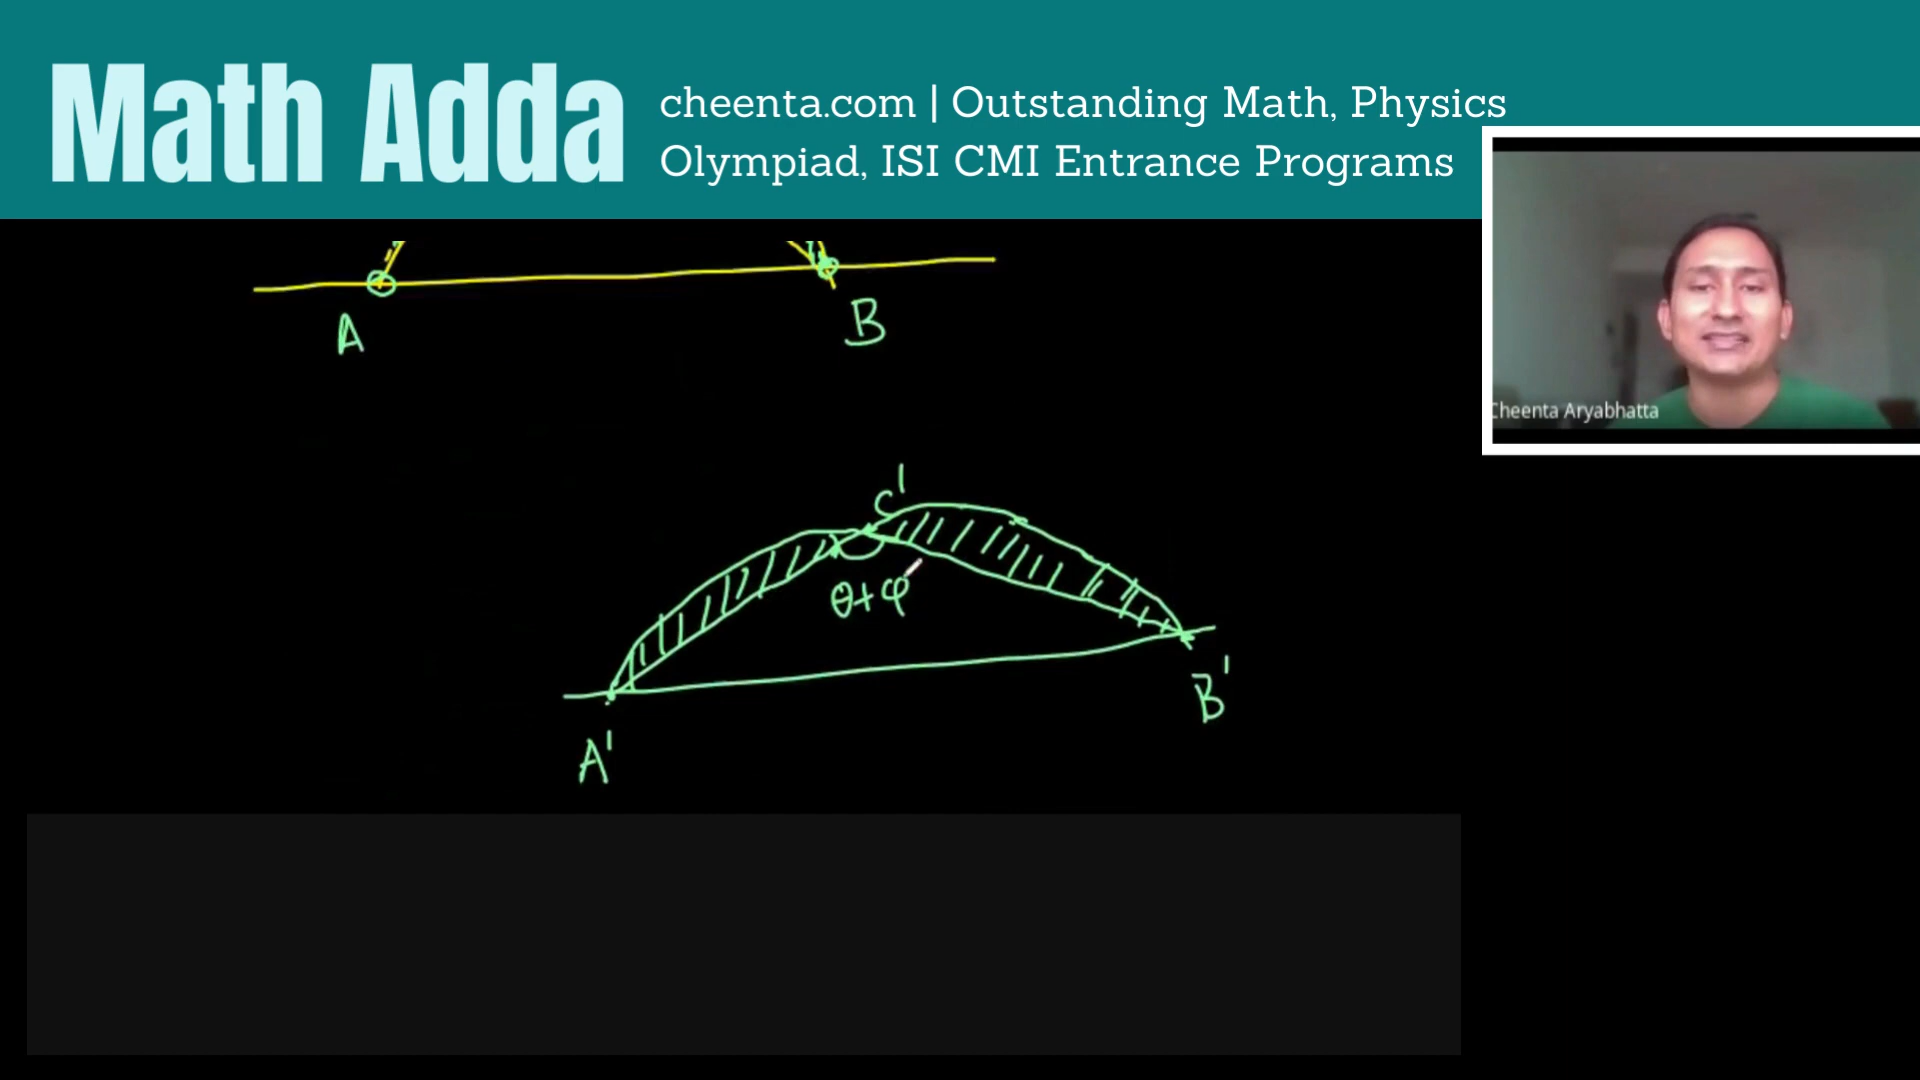 Math Adda
cheenta.com | Outstanding Math, Physics
Olympiad, ISI CMI Entrance Programs
Cheenta Aryabhatta
A
B
C'
θ+φ
B'
A'